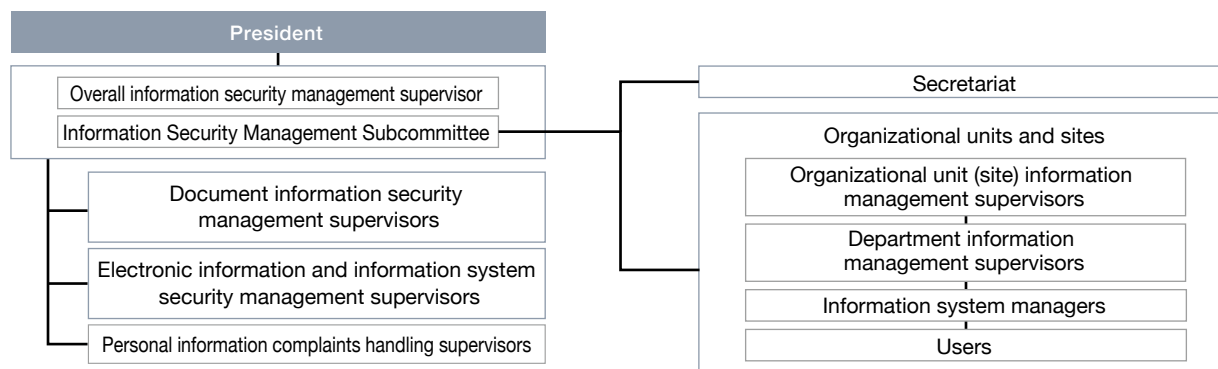 President
Overall information security management supervisor
Information Security Management Subcommittee
Document information security
management supervisors
Electronic information and information system
security management supervisors
Personal information complaints handling supervisors
Secretariat
Organizational units and sites
Organizational unit (site) information
management supervisors
Department information
management supervisors
Information system managers
Users